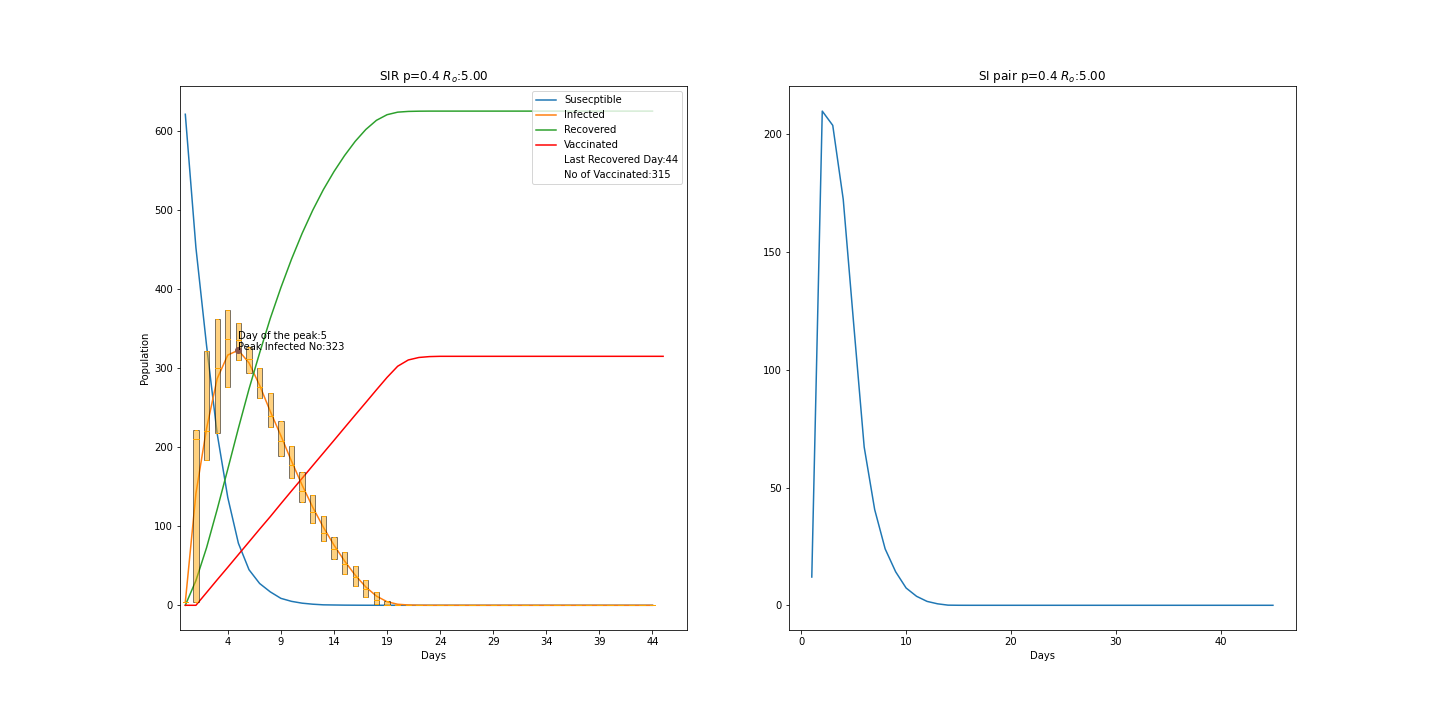 SIR p=0.4 Rₒ:5.00
Susecptible
Infected
Recovered
Vaccinated
Last Recovered Day:44
No of Vaccinated:315
Day of the peak:5
Peak Infected No:323
Population
600
500
400
300
200
100
0
4 9 14 19 24 29 34 39 44
Days
SI pair p=0.4 Rₒ:5.00
200
150
100
50
0
0 10 20 30 40
Days